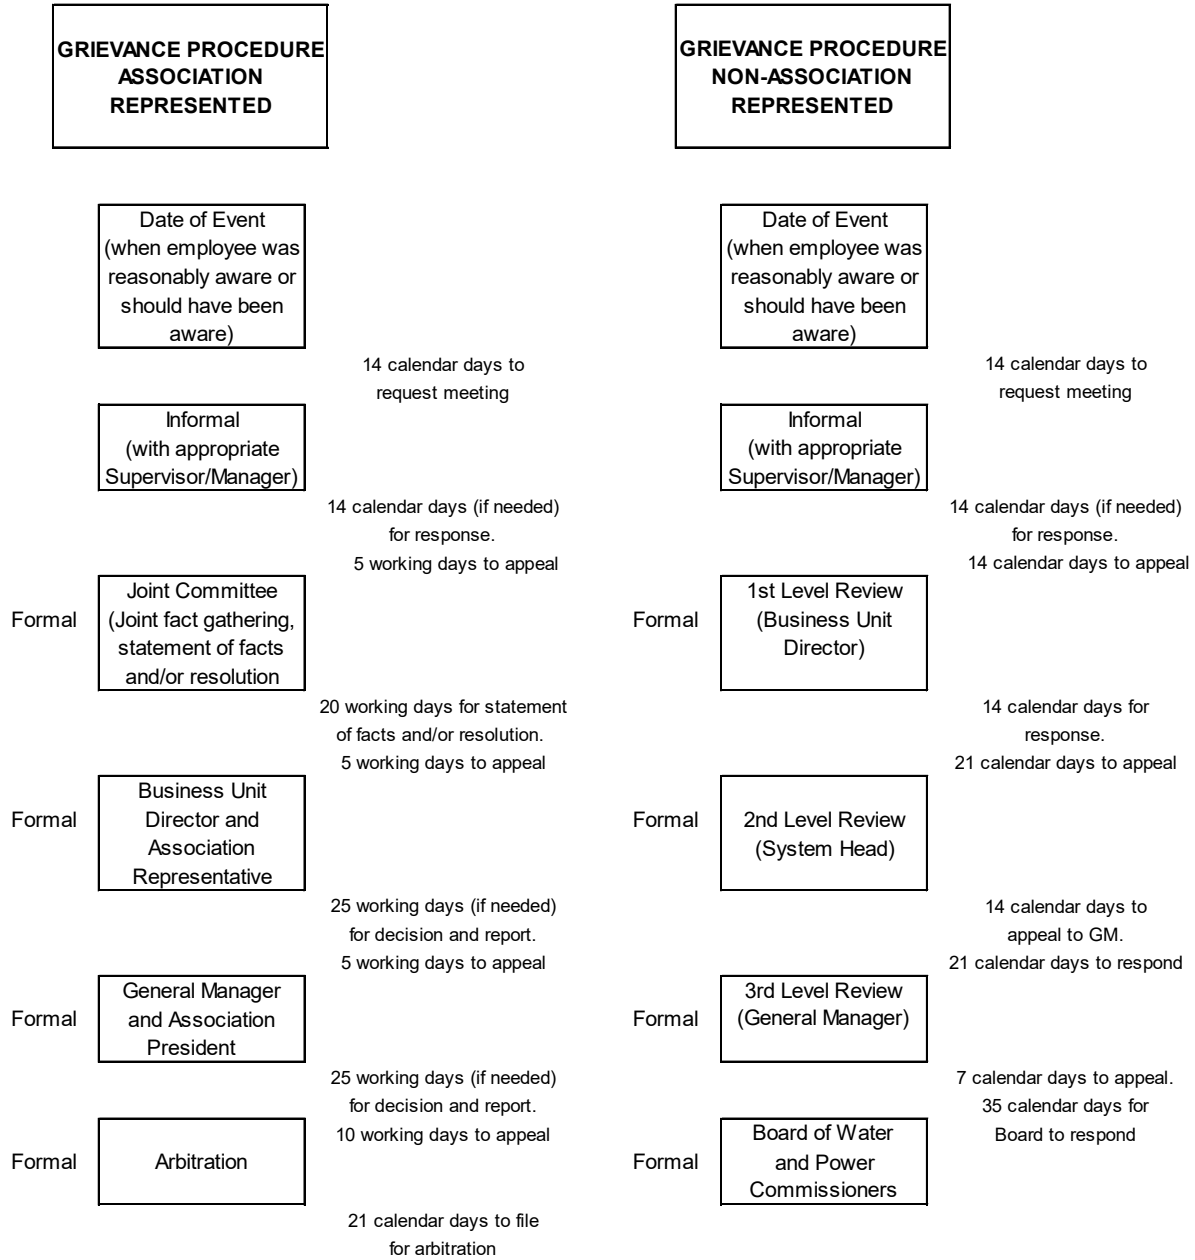 GRIEVANCE PROCEDURE
ASSOCIATION
REPRESENTED
Date of Event
(when employee was
reasonably aware or
should have been
aware)
14 calendar days to
request meeting
Informal
(with appropriate
Supervisor/Manager)
14 calendar days (if needed)
for response.
5 working days to appeal
Formal
Joint Committee
(Joint fact gathering,
statement of facts
and/or resolution
20 working days for statement
of facts and/or resolution.
5 working days to appeal
Formal
Business Unit
Director and
Association
Representative
25 working days (if needed)
for decision and report.
5 working days to appeal
Formal
General Manager
and Association
President
25 working days (if needed)
for decision and report.
10 working days to appeal
Formal
Arbitration
21 calendar days to file
for arbitration
GRIEVANCE PROCEDURE
NON-ASSOCIATION
REPRESENTED
Date of Event
(when employee was
reasonably aware or
should have been
aware)
14 calendar days to
request meeting
Informal
(with appropriate
Supervisor/Manager)
14 calendar days (if needed)
for response.
14 calendar days to appeal
Formal
1st Level Review
(Business Unit
Director)
14 calendar days for
response.
21 calendar days to appeal
Formal
2nd Level Review
(System Head)
14 calendar days to
appeal to GM.
21 calendar days to respond
Formal
3rd Level Review
(General Manager)
7 calendar days to appeal.
35 calendar days for
Board to respond
Formal
Board of Water
and Power
Commissioners